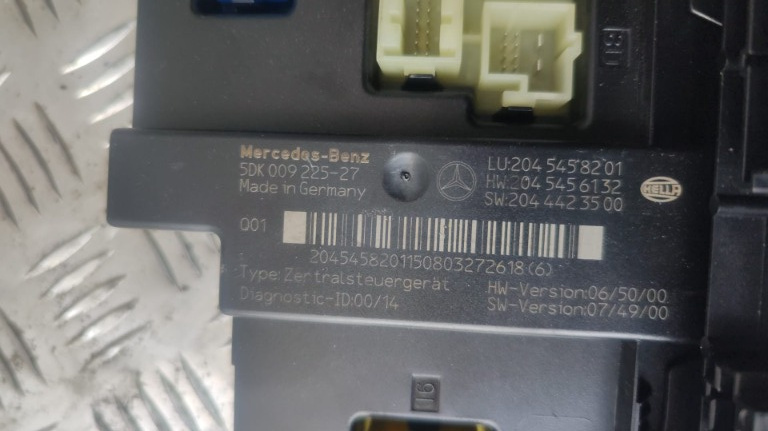 Mercedes-Benz
5DK 009 225-27
Made in Germany
LU:204 545 82 01
HW:204 545 61 32
SW:204 442 35 00
HELLA
001
2045458201150803272618(6)
Type: Zentralsteuergerät
Diagnostic-ID:00/14
HW-Version:06/50/00
SW-Version:07/49/00